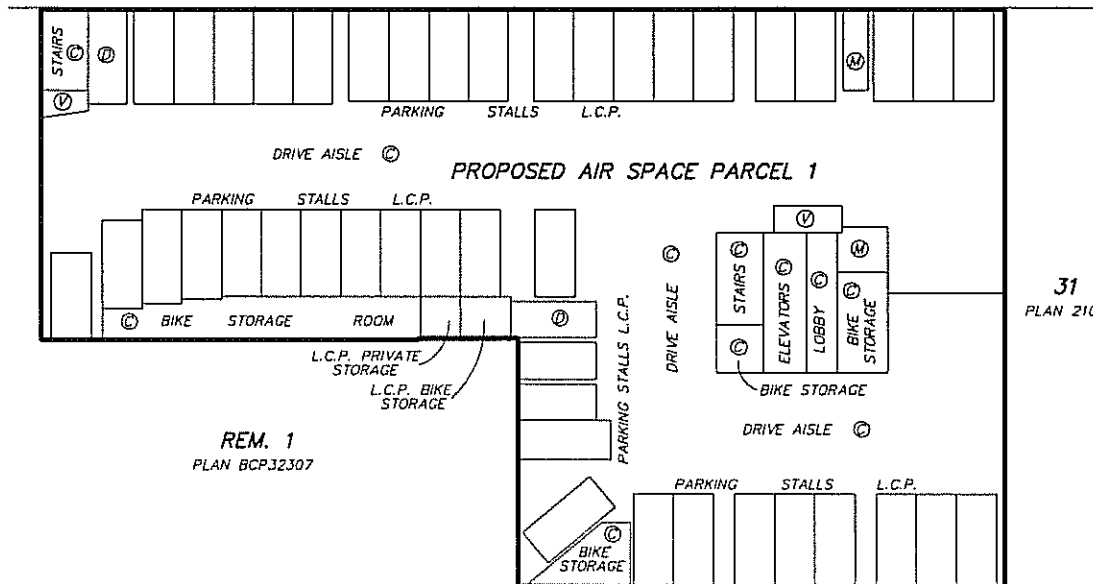 STAIRS
Ⓒ
Ⓓ
Ⓥ
Ⓜ
PARKING STALLS L.C.P.
DRIVE AISLE Ⓒ
PROPOSED AIR SPACE PARCEL 1
PARKING STALLS L.C.P.
Ⓒ BIKE STORAGE ROOM
Ⓓ
L.C.P. PRIVATE
STORAGE
L.C.P. BIKE
STORAGE
PARKING STALLS L.C.P.
DRIVE AISLE Ⓒ
Ⓥ
STAIRS Ⓒ
Ⓒ
ELEVATORS Ⓒ
LOBBY Ⓒ
Ⓜ
Ⓒ
BIKE
STORAGE
BIKE STORAGE
DRIVE AISLE Ⓒ
31
PLAN 210
REM. 1
PLAN BCP32307
PARKING STALLS L.C.P.
Ⓒ
BIKE
STORAGE